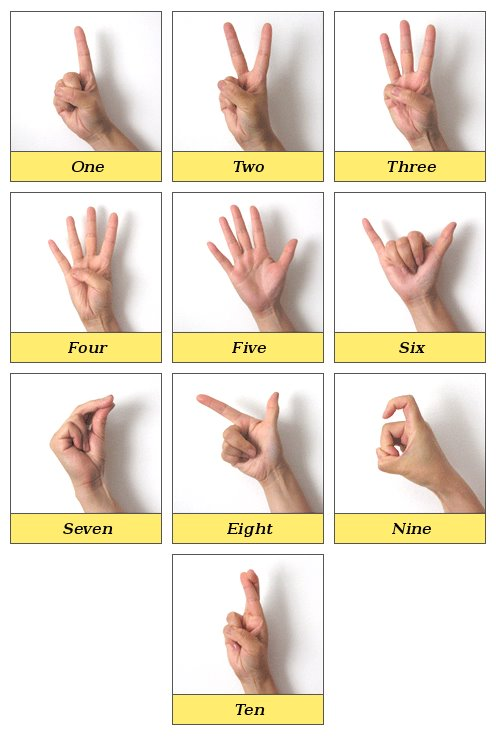 One
Two
Three
Four
Five
Six
Seven
Eight
Nine
Ten